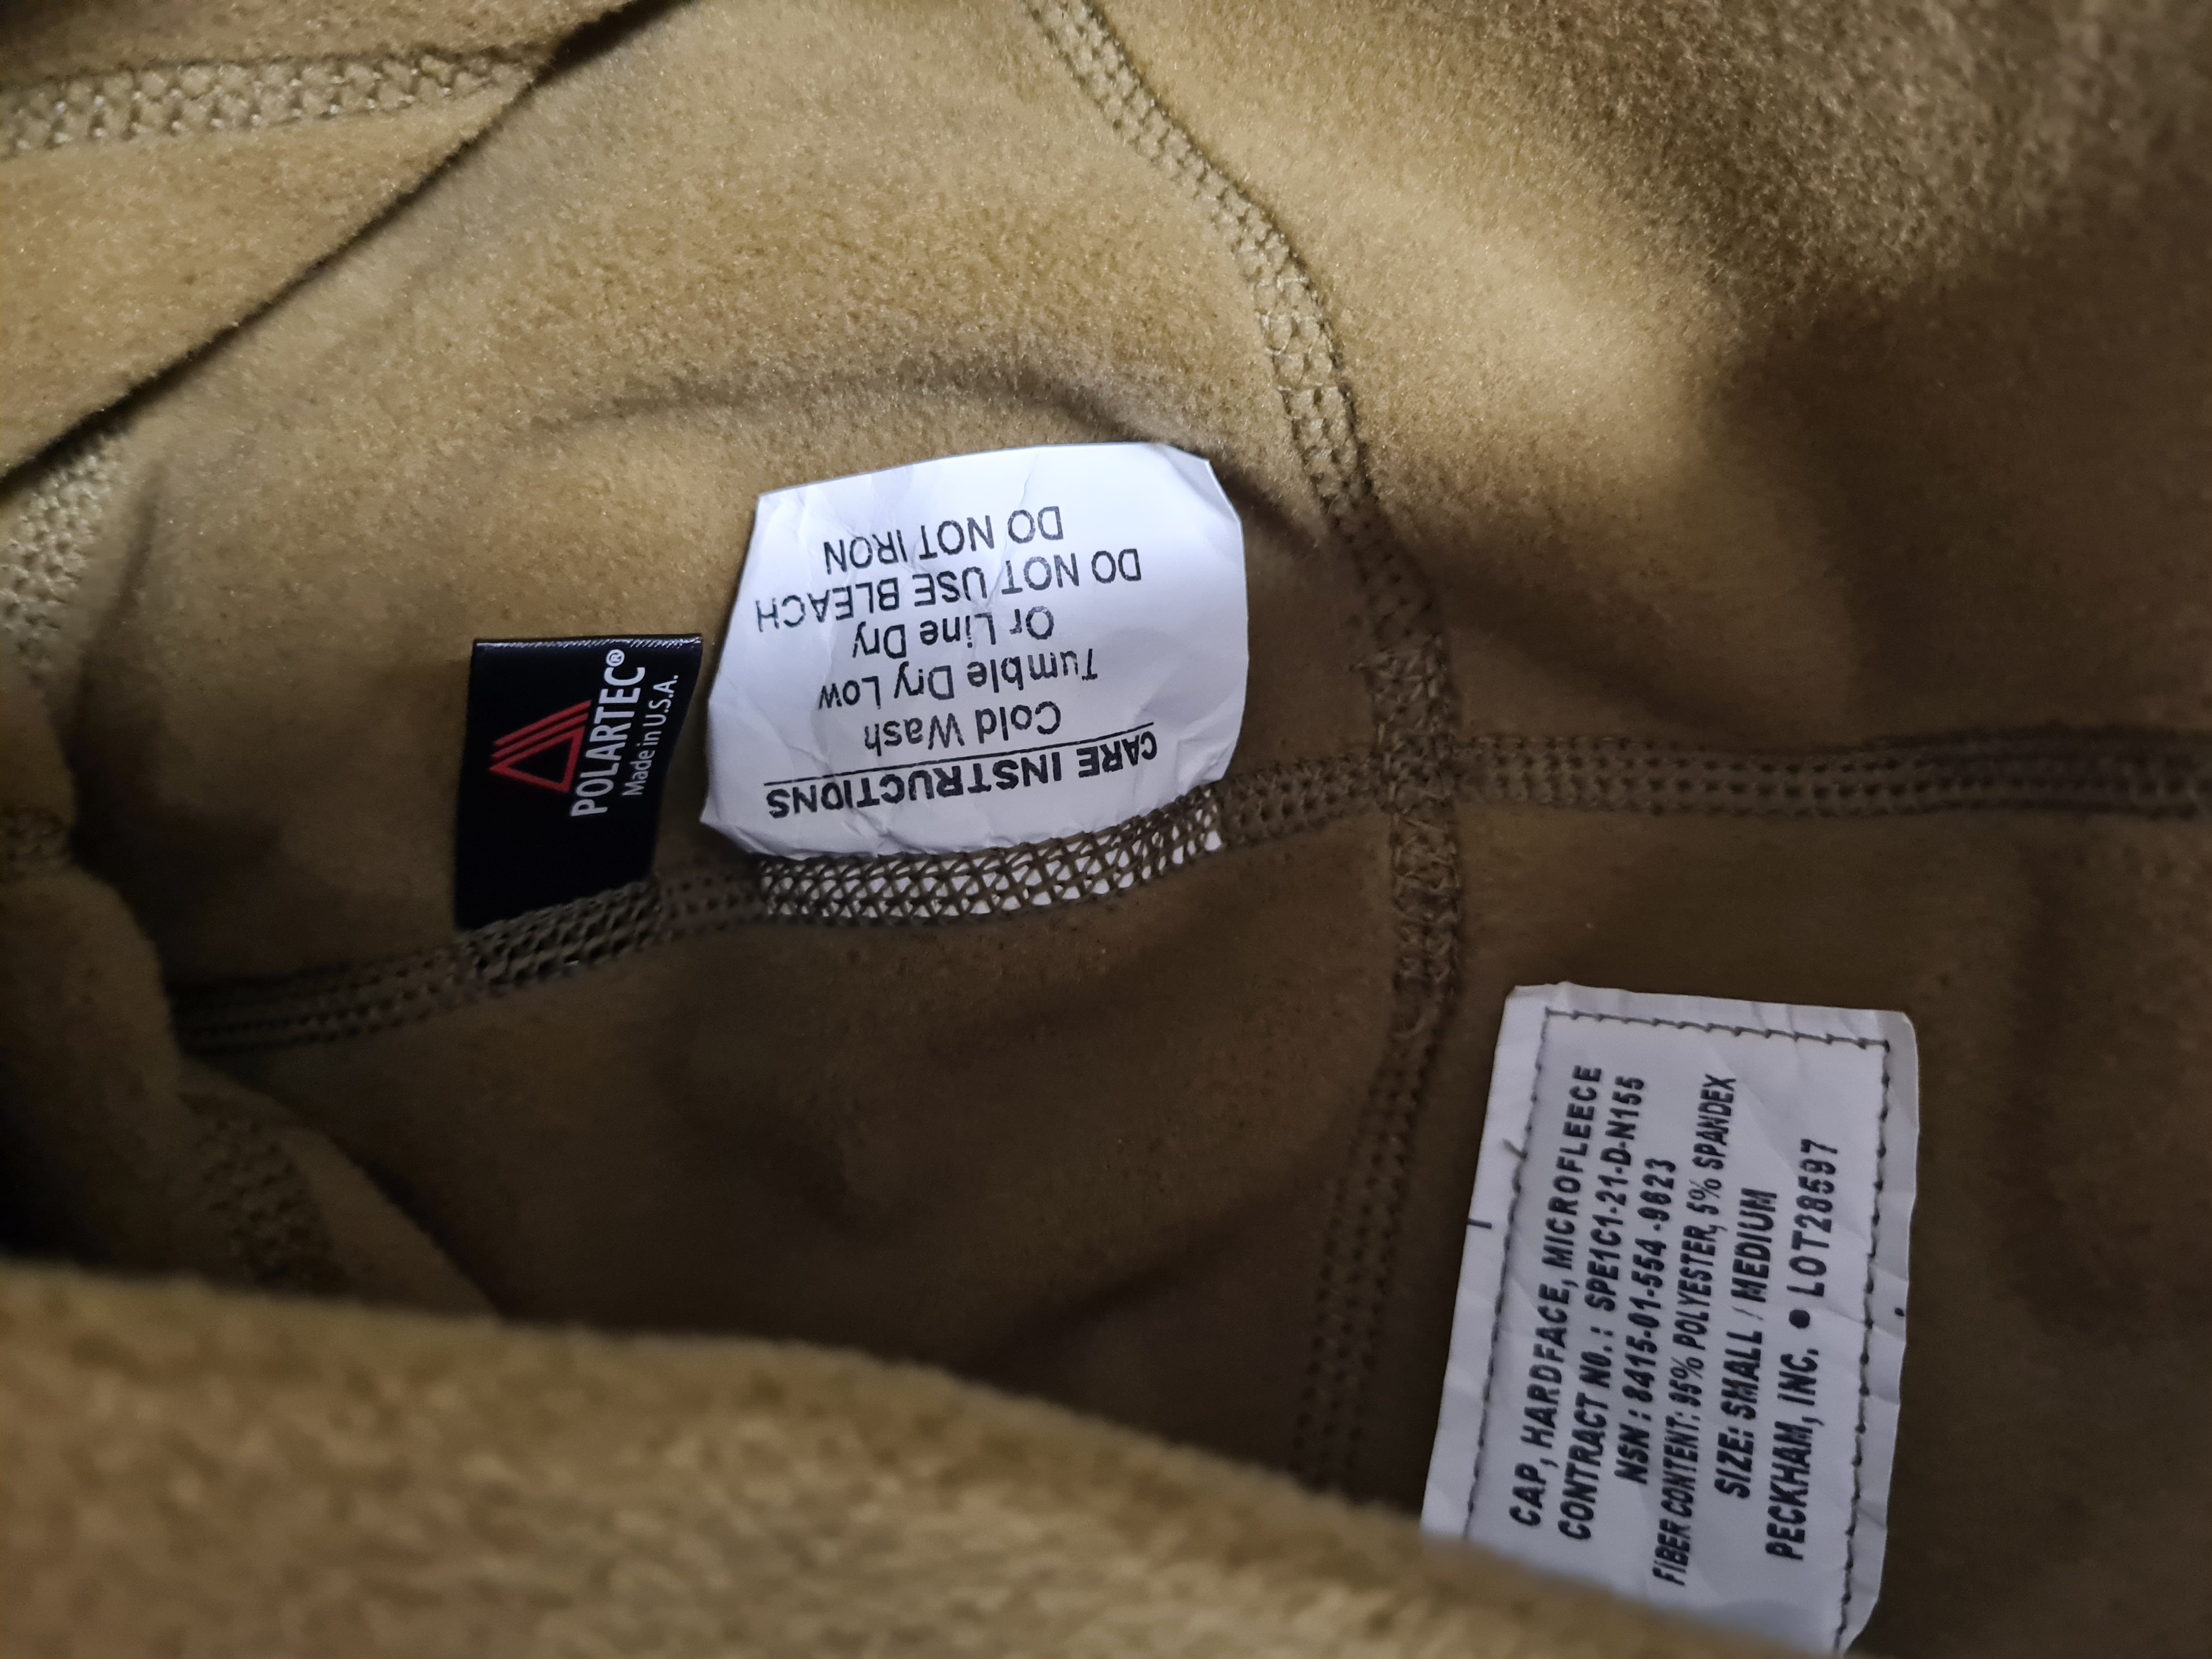 POLARTEC®
Made in U.S.A.
CARE INSTRUCTIONS
Cold Wash
Tumble Dry Low
Or Line Dry
DO NOT USE BLEACH
DO NOT IRON
CAP, HARDFACE, MICROFLEECE
CONTRACT NO. : SPE1C1-21-D-N155
NSN : 8415-01-554 -9623
FIBER CONTENT: 95% POLYESTER, 5% SPANDEX
SIZE: SMALL / MEDIUM
PECKHAM, INC. ● LOT28597